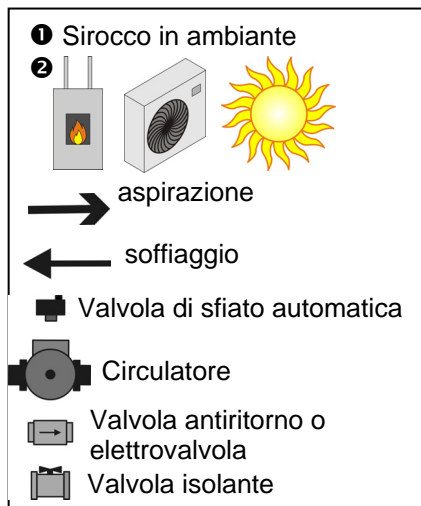 ❶ Sirocco in ambiante
❷
aspirazione
soffiaggio
Valvola di sfiato automatica
Circulatore
Valvola antiritorno o
elettrovalvola
Valvola isolante